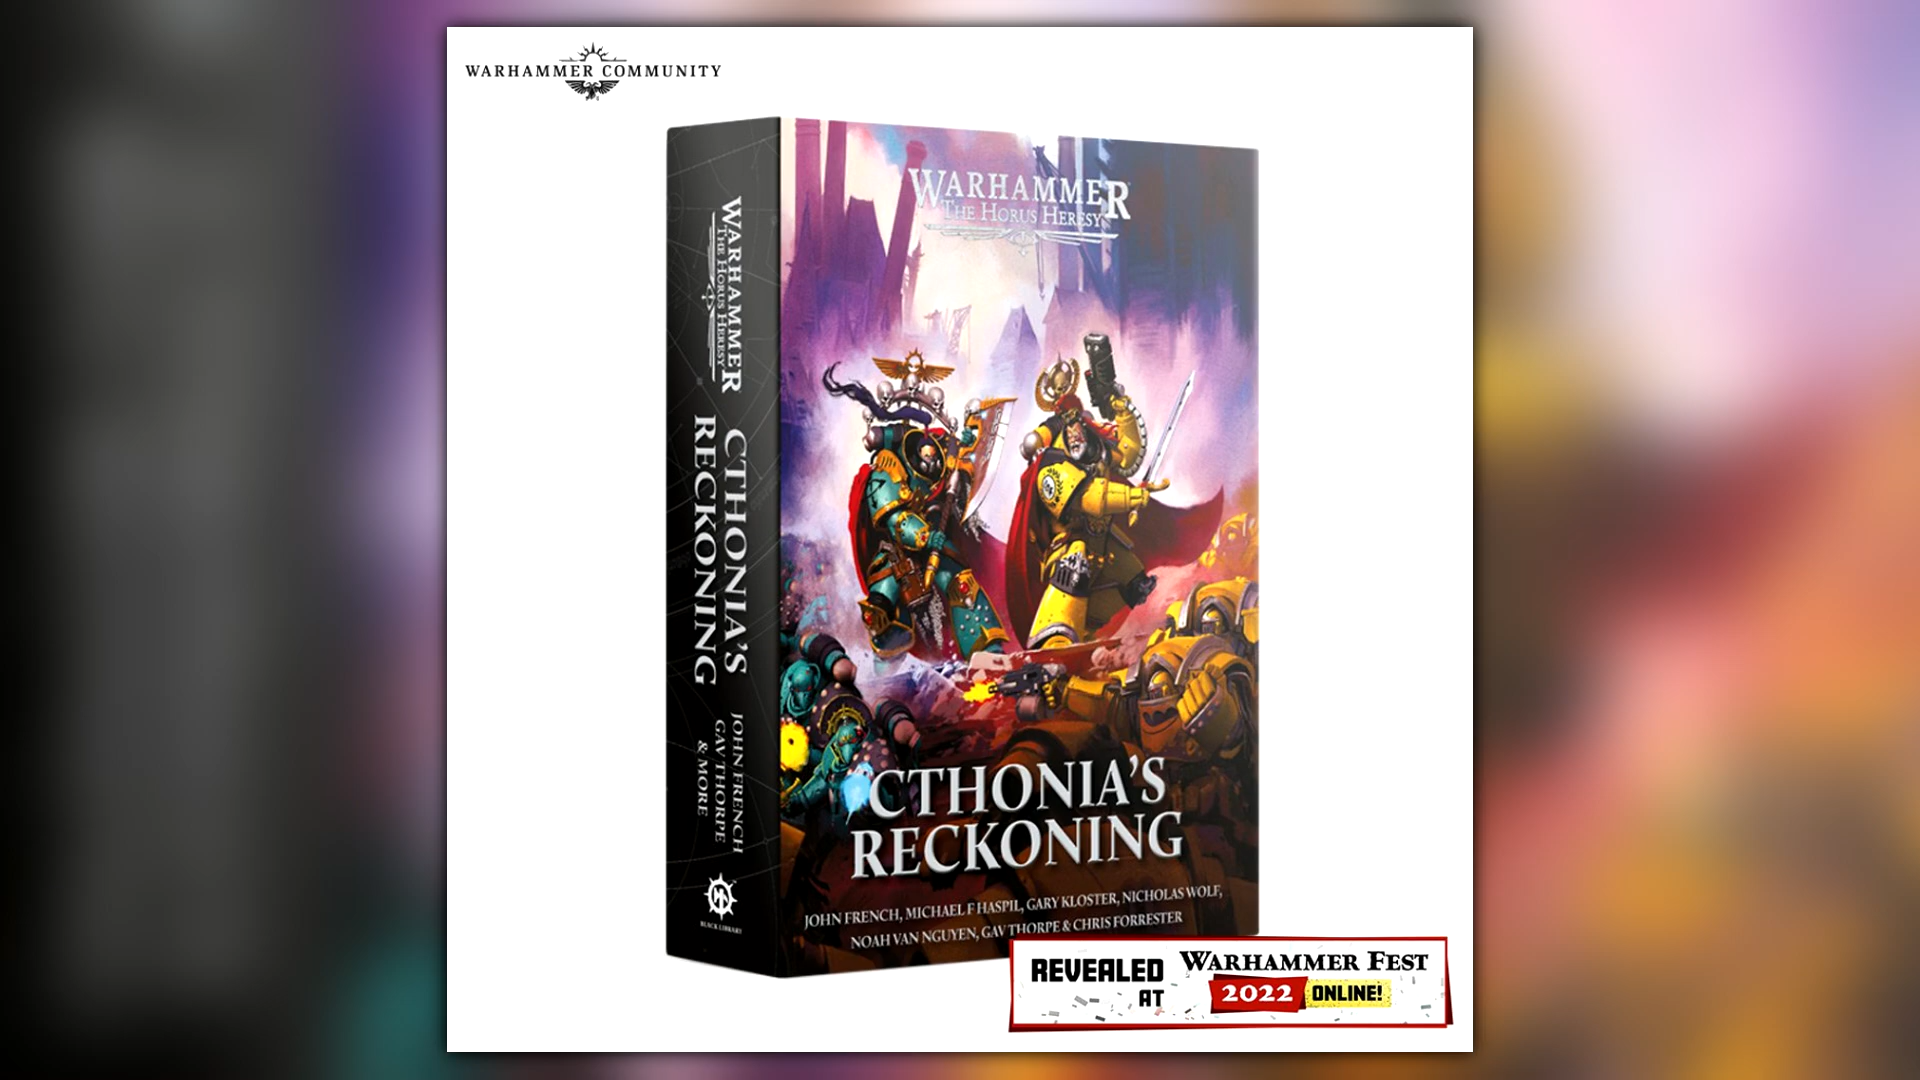 WARHAMMER COMMUNITY
WARHAMMER
THE HORUS HERESY
CTHONIA'S
RECKONING
JOHN FRENCH
GAV THORPE
& MORE
BLACK LIBRARY
WARHAMMER
THE HORUS HERESY
CTHONIA'S
RECKONING
JOHN FRENCH, MICHAEL F HASPIL, GARY KLOSTER, NICHOLAS WOLF,
NOAH VAN NGUYEN, GAV THORPE & CHRIS FORRESTER
REVEALED
AT
WARHAMMER FEST
2022 ONLINE!